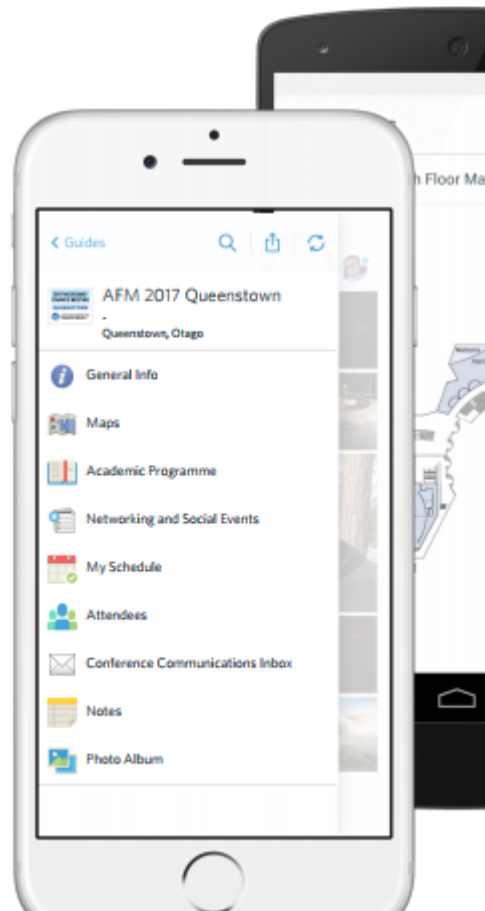 Guides
AFM 2017 Queenstown
-
Queenstown, Otago
General Info
Maps
Academic Programme
Networking and Social Events
My Schedule
Attendees
Conference Communications Inbox
Notes
Photo Album
h Floor Ma